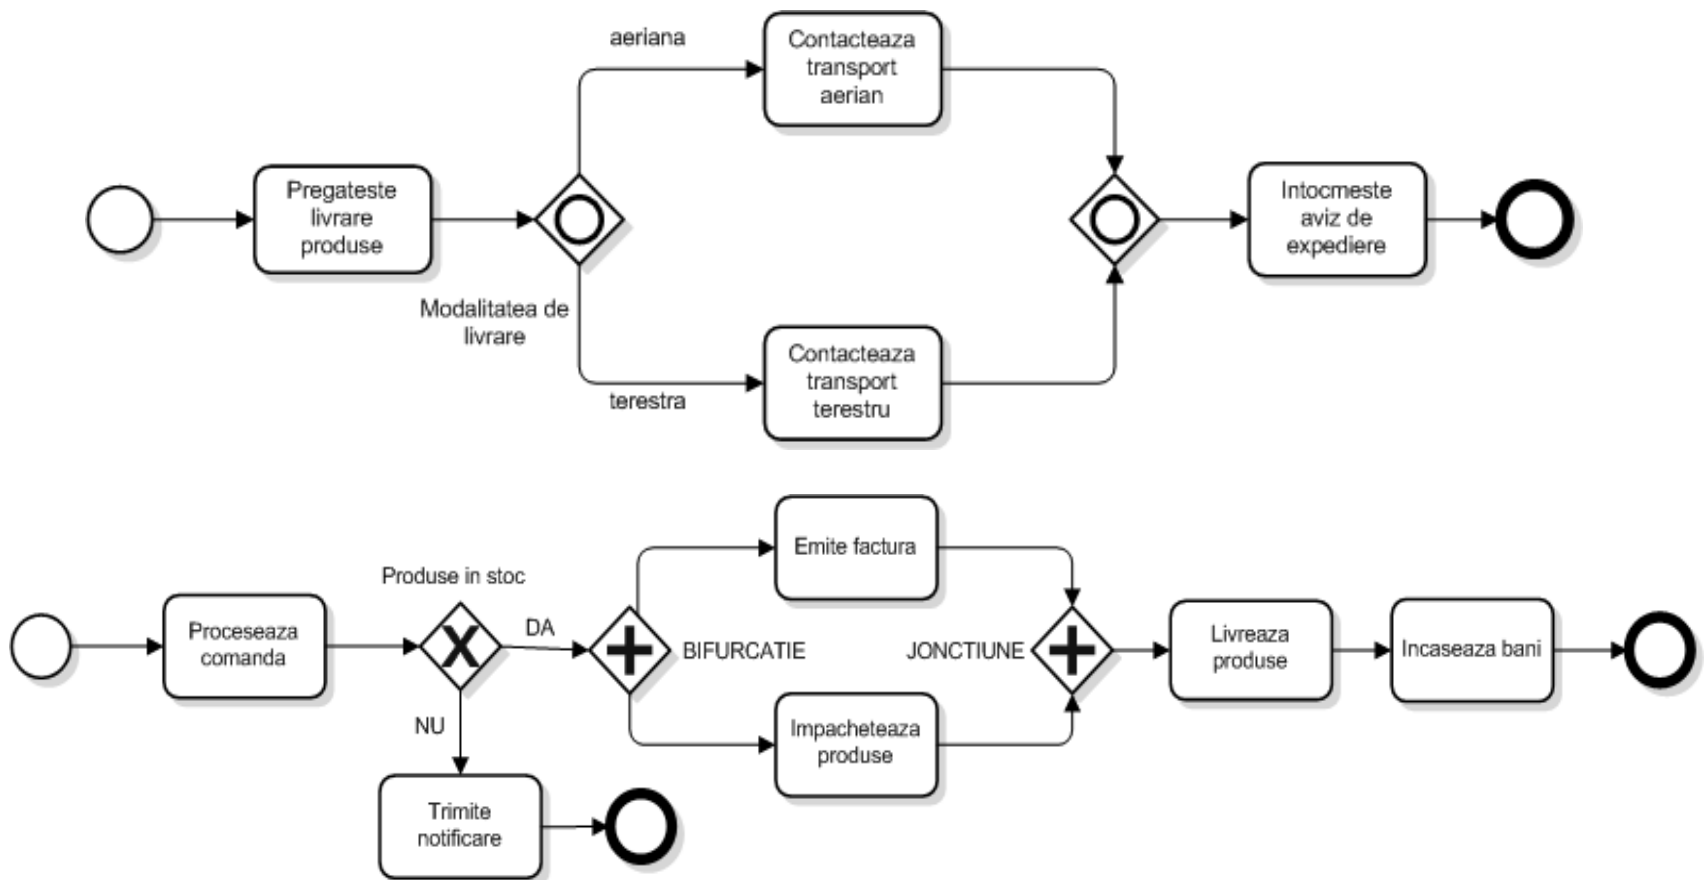 aeriana
Contacteaza
transport
aerian
Pregateste
livrare
produse
Modalitatea de
livrare
terestra
Contacteaza
transport
terestru
Intocmeste
aviz de
expediere
Proceseaza
comanda
Produse in stoc
X
DA
NU
Trimite
notificare
BIFURCATIE
Emite factura
Impacheteaza
produse
JONCTIUNE
Livreaza
produse
Incaseaza bani